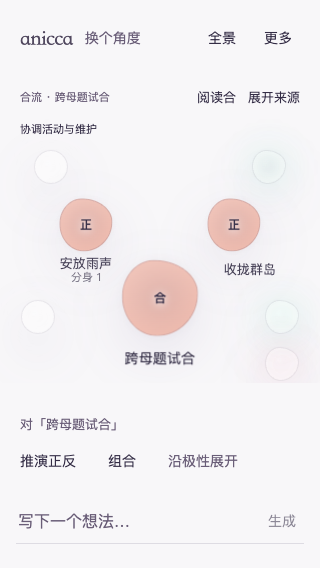 anicca 换个角度 全景 更多
合流 · 跨母题试合 阅读合 展开来源
协调活动与维护
正 正
安放雨声
分身 1
收拢群岛
合
跨母题试合
对「跨母题试合」
推演正反 组合 沿极性展开
写下一个想法… 生成